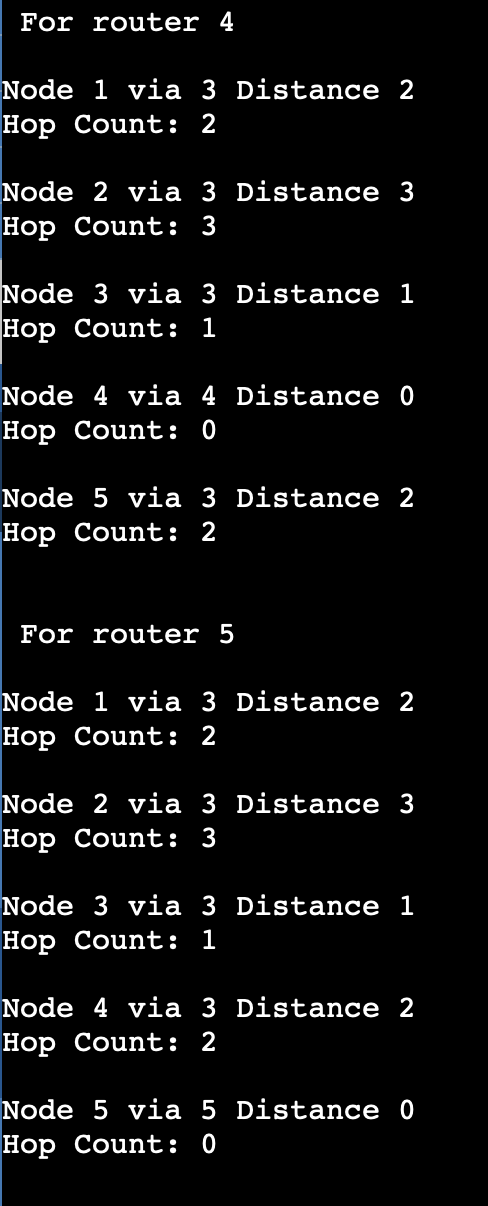 For router 4
Node 1 via 3 Distance 2
Hop Count: 2
Node 2 via 3 Distance 3
Hop Count: 3
Node 3 via 3 Distance 1
Hop Count: 1
Node 4 via 4 Distance 0
Hop Count: 0
Node 5 via 3 Distance 2
Hop Count: 2
For router 5
Node 1 via 3 Distance 2
Hop Count: 2
Node 2 via 3 Distance 3
Hop Count: 3
Node 3 via 3 Distance 1
Hop Count: 1
Node 4 via 3 Distance 2
Hop Count: 2
Node 5 via 5 Distance 0
Hop Count: 0